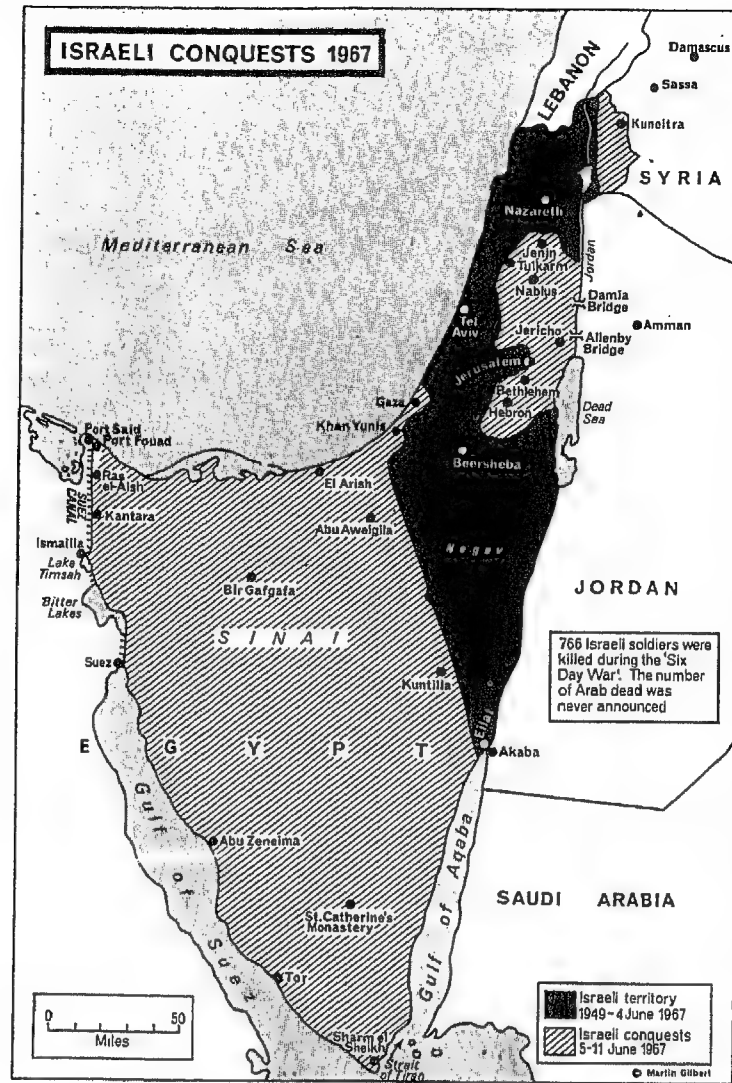 ISRAELI CONQUESTS 1967
Damascus
Sassa
LEBANON
Kuneitra
SYRIA
Nazareth
Mediterranean Sea
Jenin
Tulkarm
Jordan
Nablus
Damia
Bridge
Tel
Aviv
Jericho
Amman
Allenby
Bridge
Jerusalem
Bethlehem
Gaza
Hebron
Dead
Sea
Khan Yunis
Port Said
Port Fouad
Beersheba
Ras
el-Aish
El Arish
SUEZ
CANAL
Kantara
Abu Aweigila
Ismailia
Negev
Lake
Timsah
Bir Gafgafa
JORDAN
Bitter
Lakes
SINAI
766 Israeli soldiers were
killed during the 'Six
Day War'. The number
of Arab dead was
never announced
Suez
Kuntilla
Eilat
EGYPT
Akaba
Gulf of Suez
Gulf of Aqaba
Abu Zeneima
SAUDI ARABIA
St. Catherine's
Monastery
Tor
0 50
Miles
Sharm el
Sheikh
Strait
of Tiran
Israeli territory
1949-4 June 1967
Israeli conquests
5-11 June 1967
© Martin Gilbert